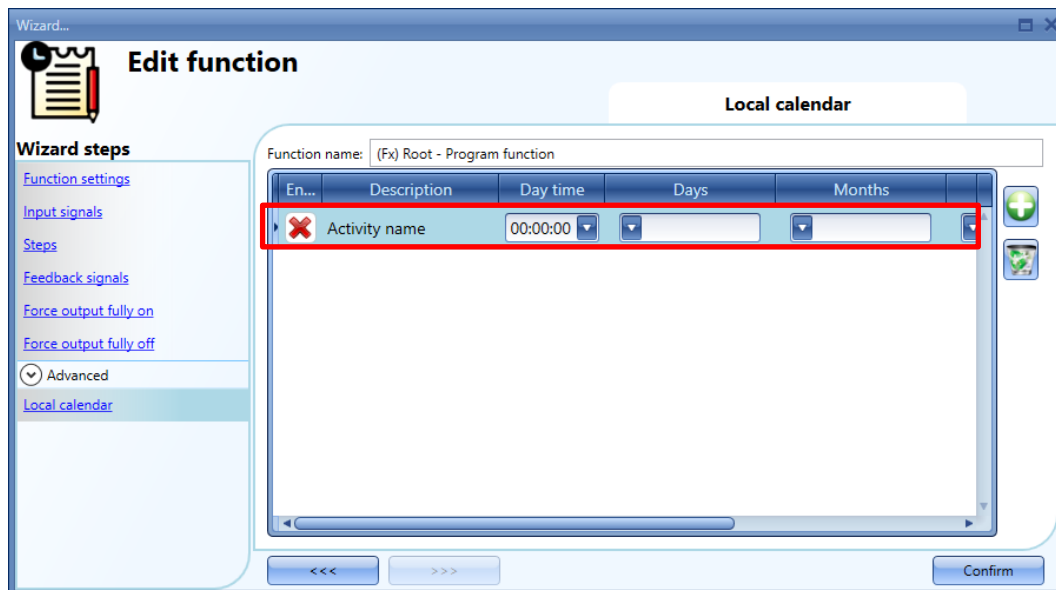 Wizard...
Edit function
Local calendar
Wizard steps
Function settings
Input signals
Steps
Feedback signals
Force output fully on
Force output fully off
Advanced
Local calendar
Function name: (Fx) Root - Program function
En... Description Day time Days Months
Activity name 00:00:00
<<< >>> Confirm